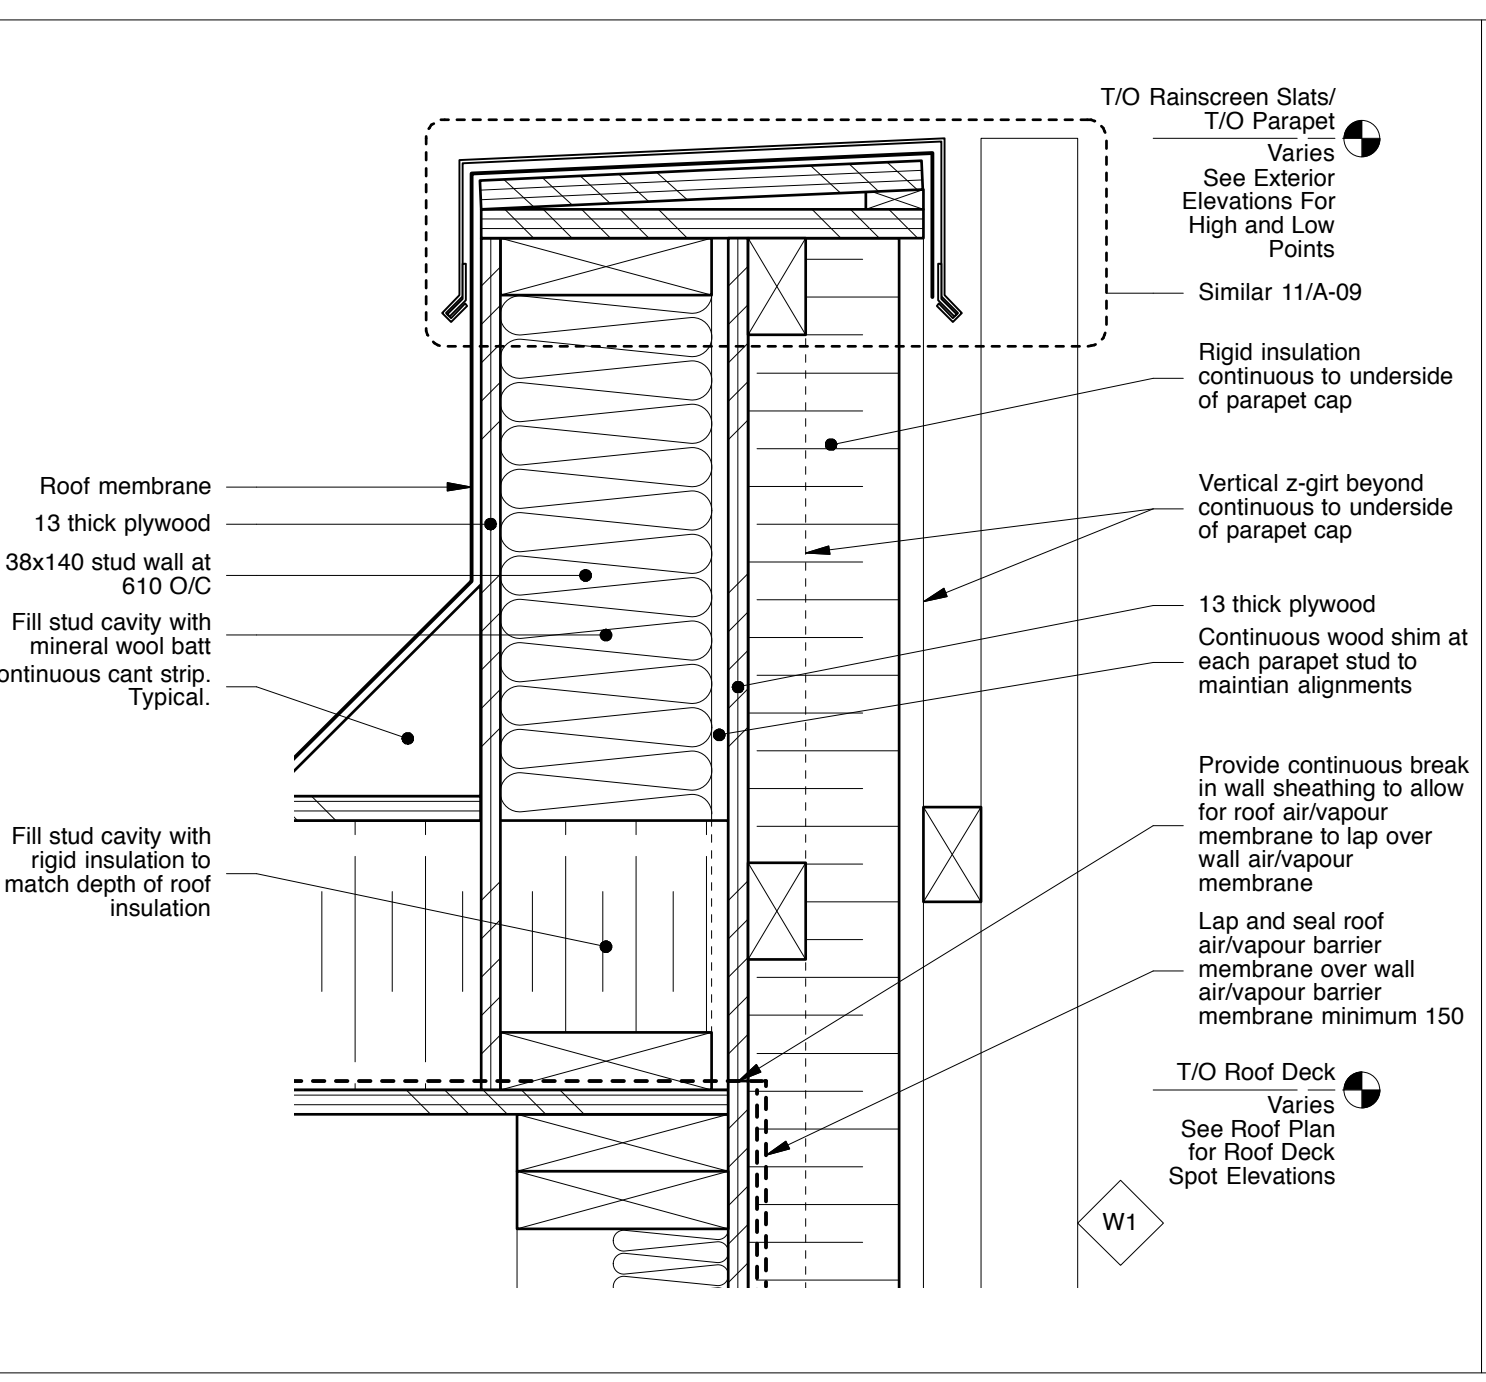 T/O Rainscreen Slats/
T/O Parapet
Varies
See Exterior
Elevations For
High and Low
Points
Similar 11/A-09
Rigid insulation
continuous to underside
of parapet cap
Vertical z-girt beyond
continuous to underside
of parapet cap
13 thick plywood
Continuous wood shim at
each parapet stud to
maintian alignments
Provide continuous break
in wall sheathing to allow
for roof air/vapour
membrane to lap over
wall air/vapour
membrane
Lap and seal roof
air/vapour barrier
membrane over wall
air/vapour barrier
membrane minimum 150
T/O Roof Deck
Varies
See Roof Plan
for Roof Deck
Spot Elevations
W1
Roof membrane
13 thick plywood
38x140 stud wall at
610 O/C
Fill stud cavity with
mineral wool batt
ontinuous cant strip.
Typical.
Fill stud cavity with
rigid insulation to
match depth of roof
insulation